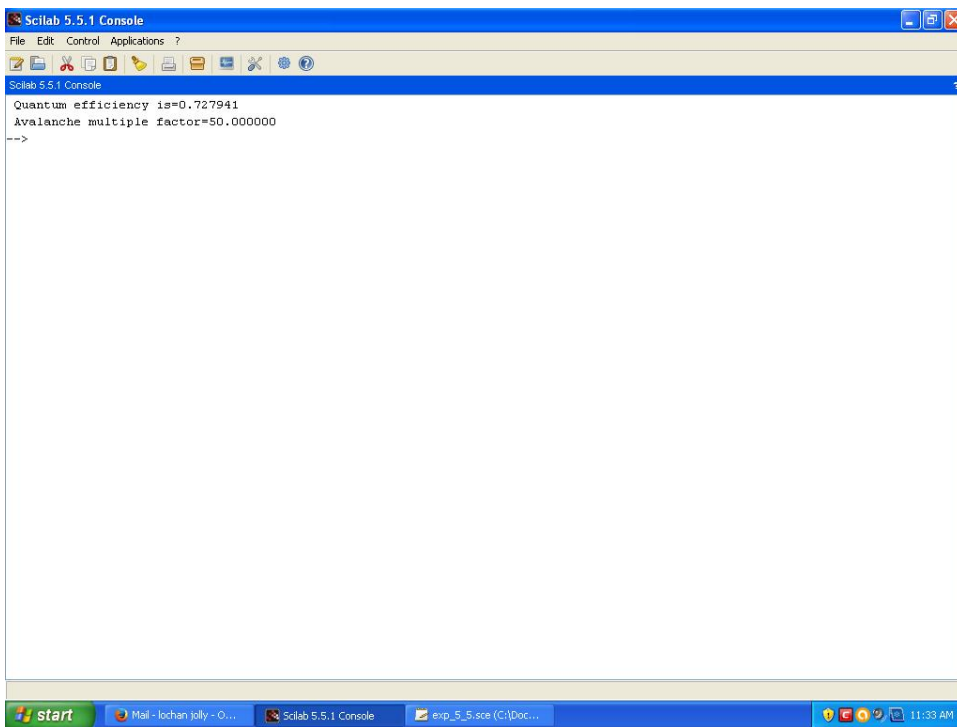 Scilab 5.5.1 Console
File Edit Control Applications ?
Scilab 5.5.1 Console ?
Quantum efficiency is=0.727941
Avalanche multiple factor=50.000000
-->
start Mail - lochan jolly - O... Scilab 5.5.1 Console exp_5_5.sce (C:\Doc... 11:33 AM